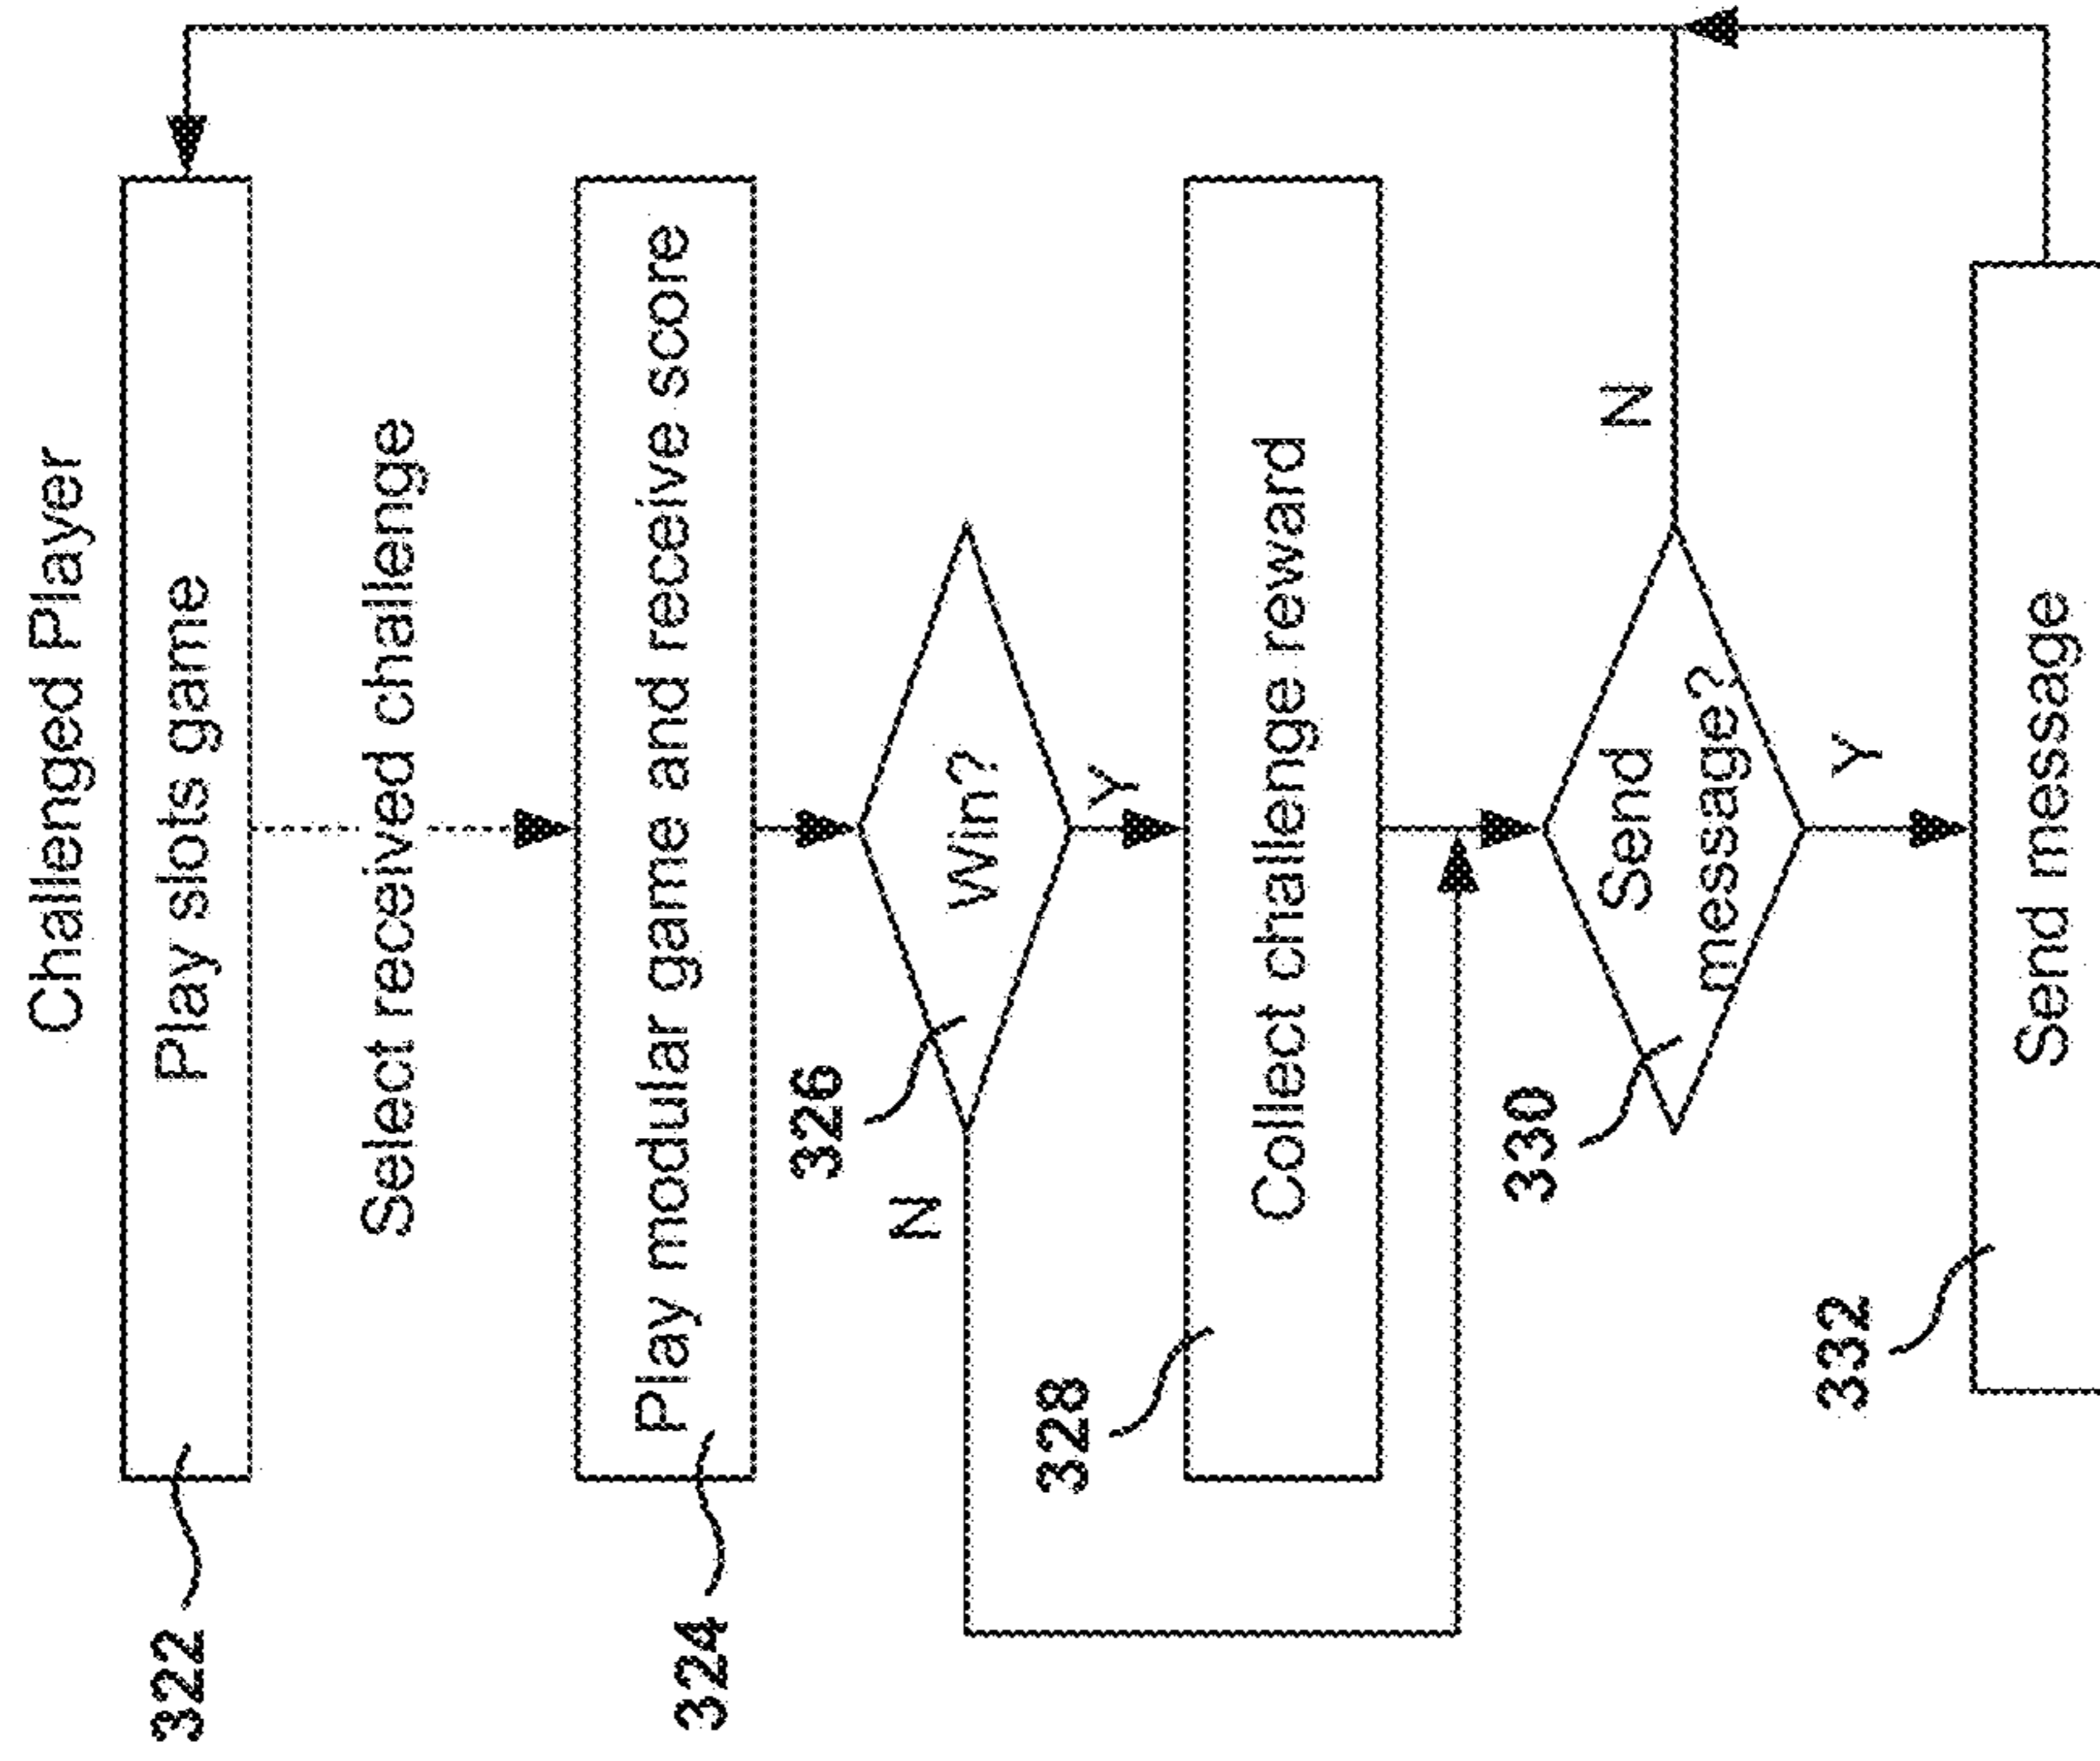 Challenged Player
322
Play slots game
Select received challenge
324
Play modular game and receive score
326
Win?
N
Y
328
Collect challenge reward
330
Send
message?
N
Y
332
Send message